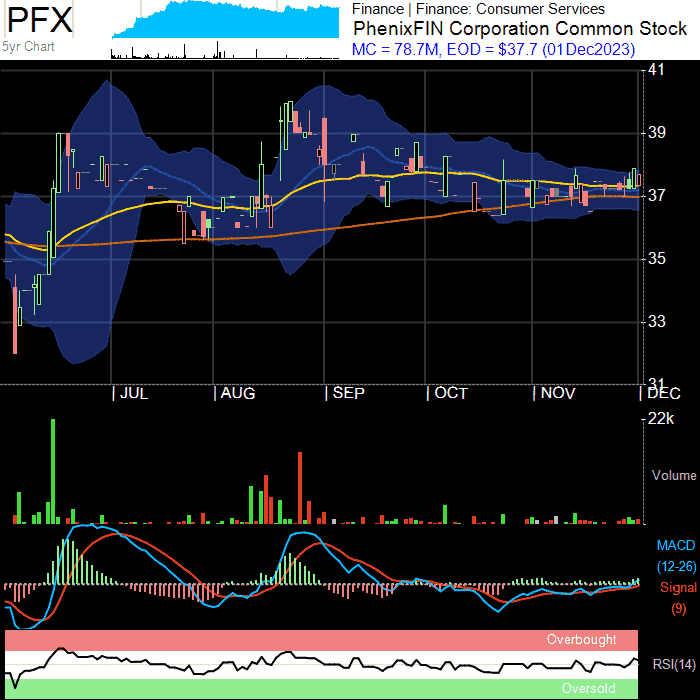 PFX
5yr Chart
Finance | Finance: Consumer Services
PhenixFIN Corporation Common Stock
MC = 78.7M, EOD = $37.7 (01Dec2023)
41
39
37
35
33
31
JUL
AUG
SEP
OCT
NOV
DEC
22k
Volume
MACD
(12-26)
Signal
(9)
Overbought
RSI(14)
Oversold